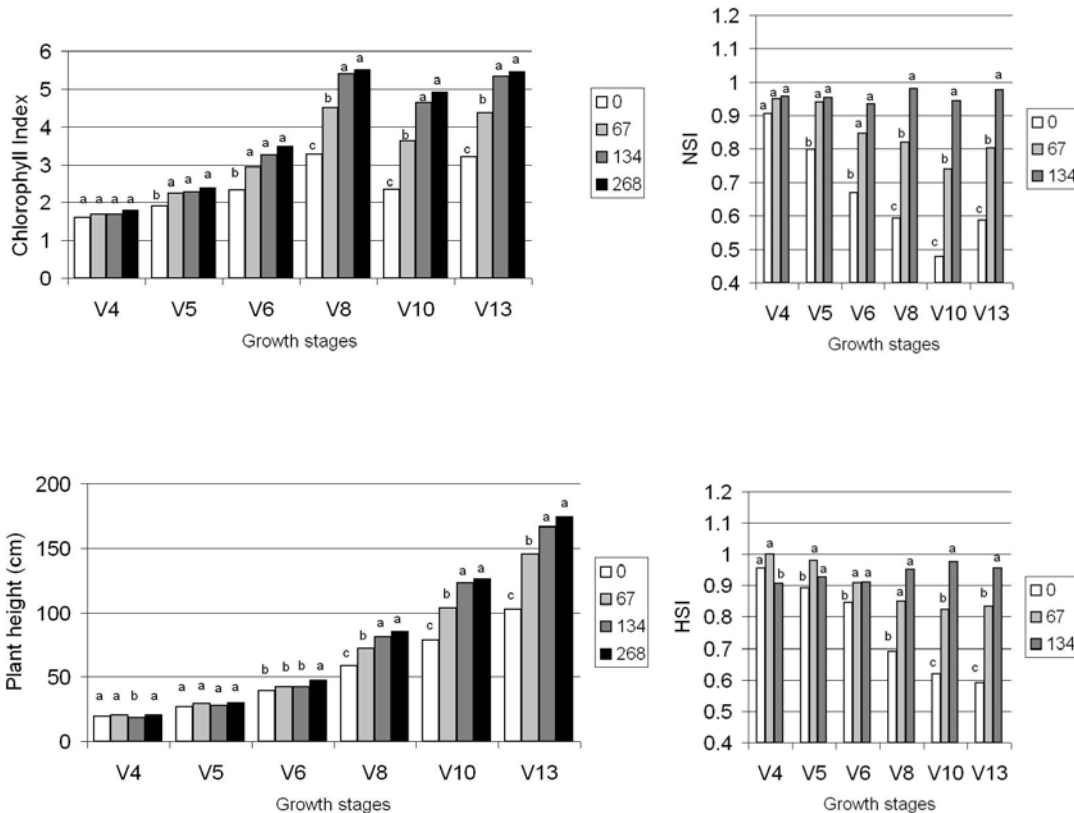 Chlorophyll Index
6
5
4
3
2
1
0
a a a a
b a a a
b a a a
c b a a
c b a a
c b a a
V4 V5 V6 V8 V10 V13
Growth stages
0
67
134
268
NSI
1.2
1.1
1
0.9
0.8
0.7
0.6
0.5
0.4
a a a
b a a
b a a
c b a
c b a
c b a
V4 V5 V6 V8 V10 V13
Growth stages
0
67
134
Plant height (cm)
200
150
100
50
0
a a b a
a a a a
b b b a
c b a a
c b a a
c b a a
V4 V5 V6 V8 V10 V13
Growth stages
0
67
134
268
HSI
1.2
1.1
1
0.9
0.8
0.7
0.6
0.5
0.4
a a b
b a a
b a a
b a a
c b a
c b a
V4 V5 V6 V8 V10 V13
Growth stages
0
67
134